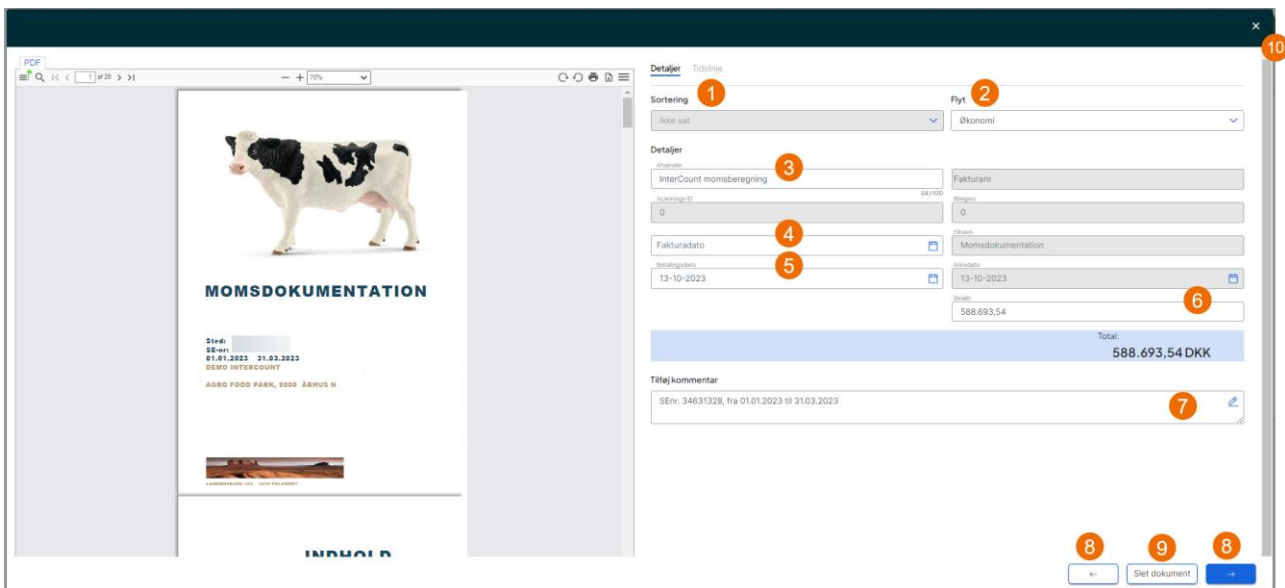 ×
10
PDF
1 af 26
70%
MOMSDOKUMENTATION
Sted:
SE-nr:
01.01.2023 31.03.2023
DEMO INTERCOUNT
AGRO FOOD PARK, 8000 ÅRHUS N
INDHOLD
Detaljer Tidslinje
Sortering 1 Flyt 2
Ikke sat Økonomi
Detaljer
Afsender 3
InterCount momsberegning Fakturanr
24/100
Scannings ID Bilagsnr.
0 0
4 Filnavn
Fakturadato Momsdokumentation
Betalingsdato 5 Arkivdato
13-10-2023 13-10-2023
Beløb 6
588.693,54
Total:
588.693,54 DKK
Tilføj kommentar
SEnr. 34631328, fra 01.01.2023 til 31.03.2023 7
8 9 8
← Slet dokument →